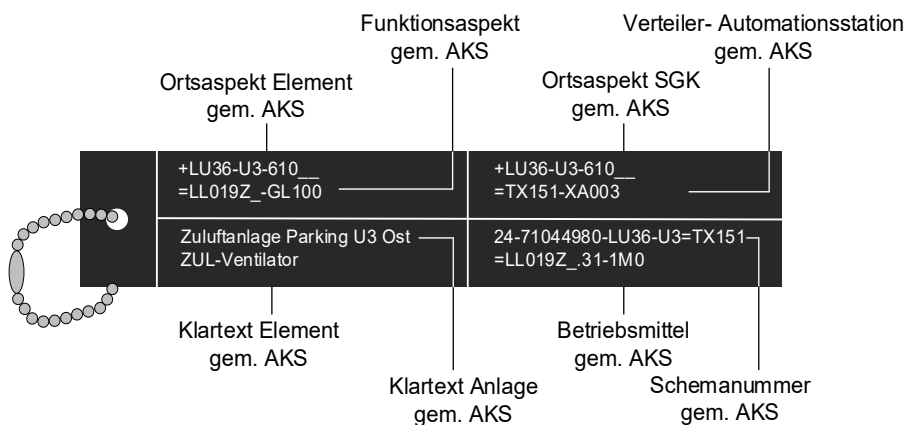 Funktionsaspekt
gem. AKS
Verteiler- Automationsstation
gem. AKS
Ortsaspekt Element
gem. AKS
Ortsaspekt SGK
gem. AKS
+LU36-U3-610__
=LL019Z_-GL100
+LU36-U3-610__
=TX151-XA003
Zuluftanlage Parking U3 Ost
ZUL-Ventilator
24-71044980-LU36-U3=TX151
=LL019Z_.31-1M0
Klartext Element
gem. AKS
Betriebsmittel
gem. AKS
Klartext Anlage
gem. AKS
Schemanummer
gem. AKS